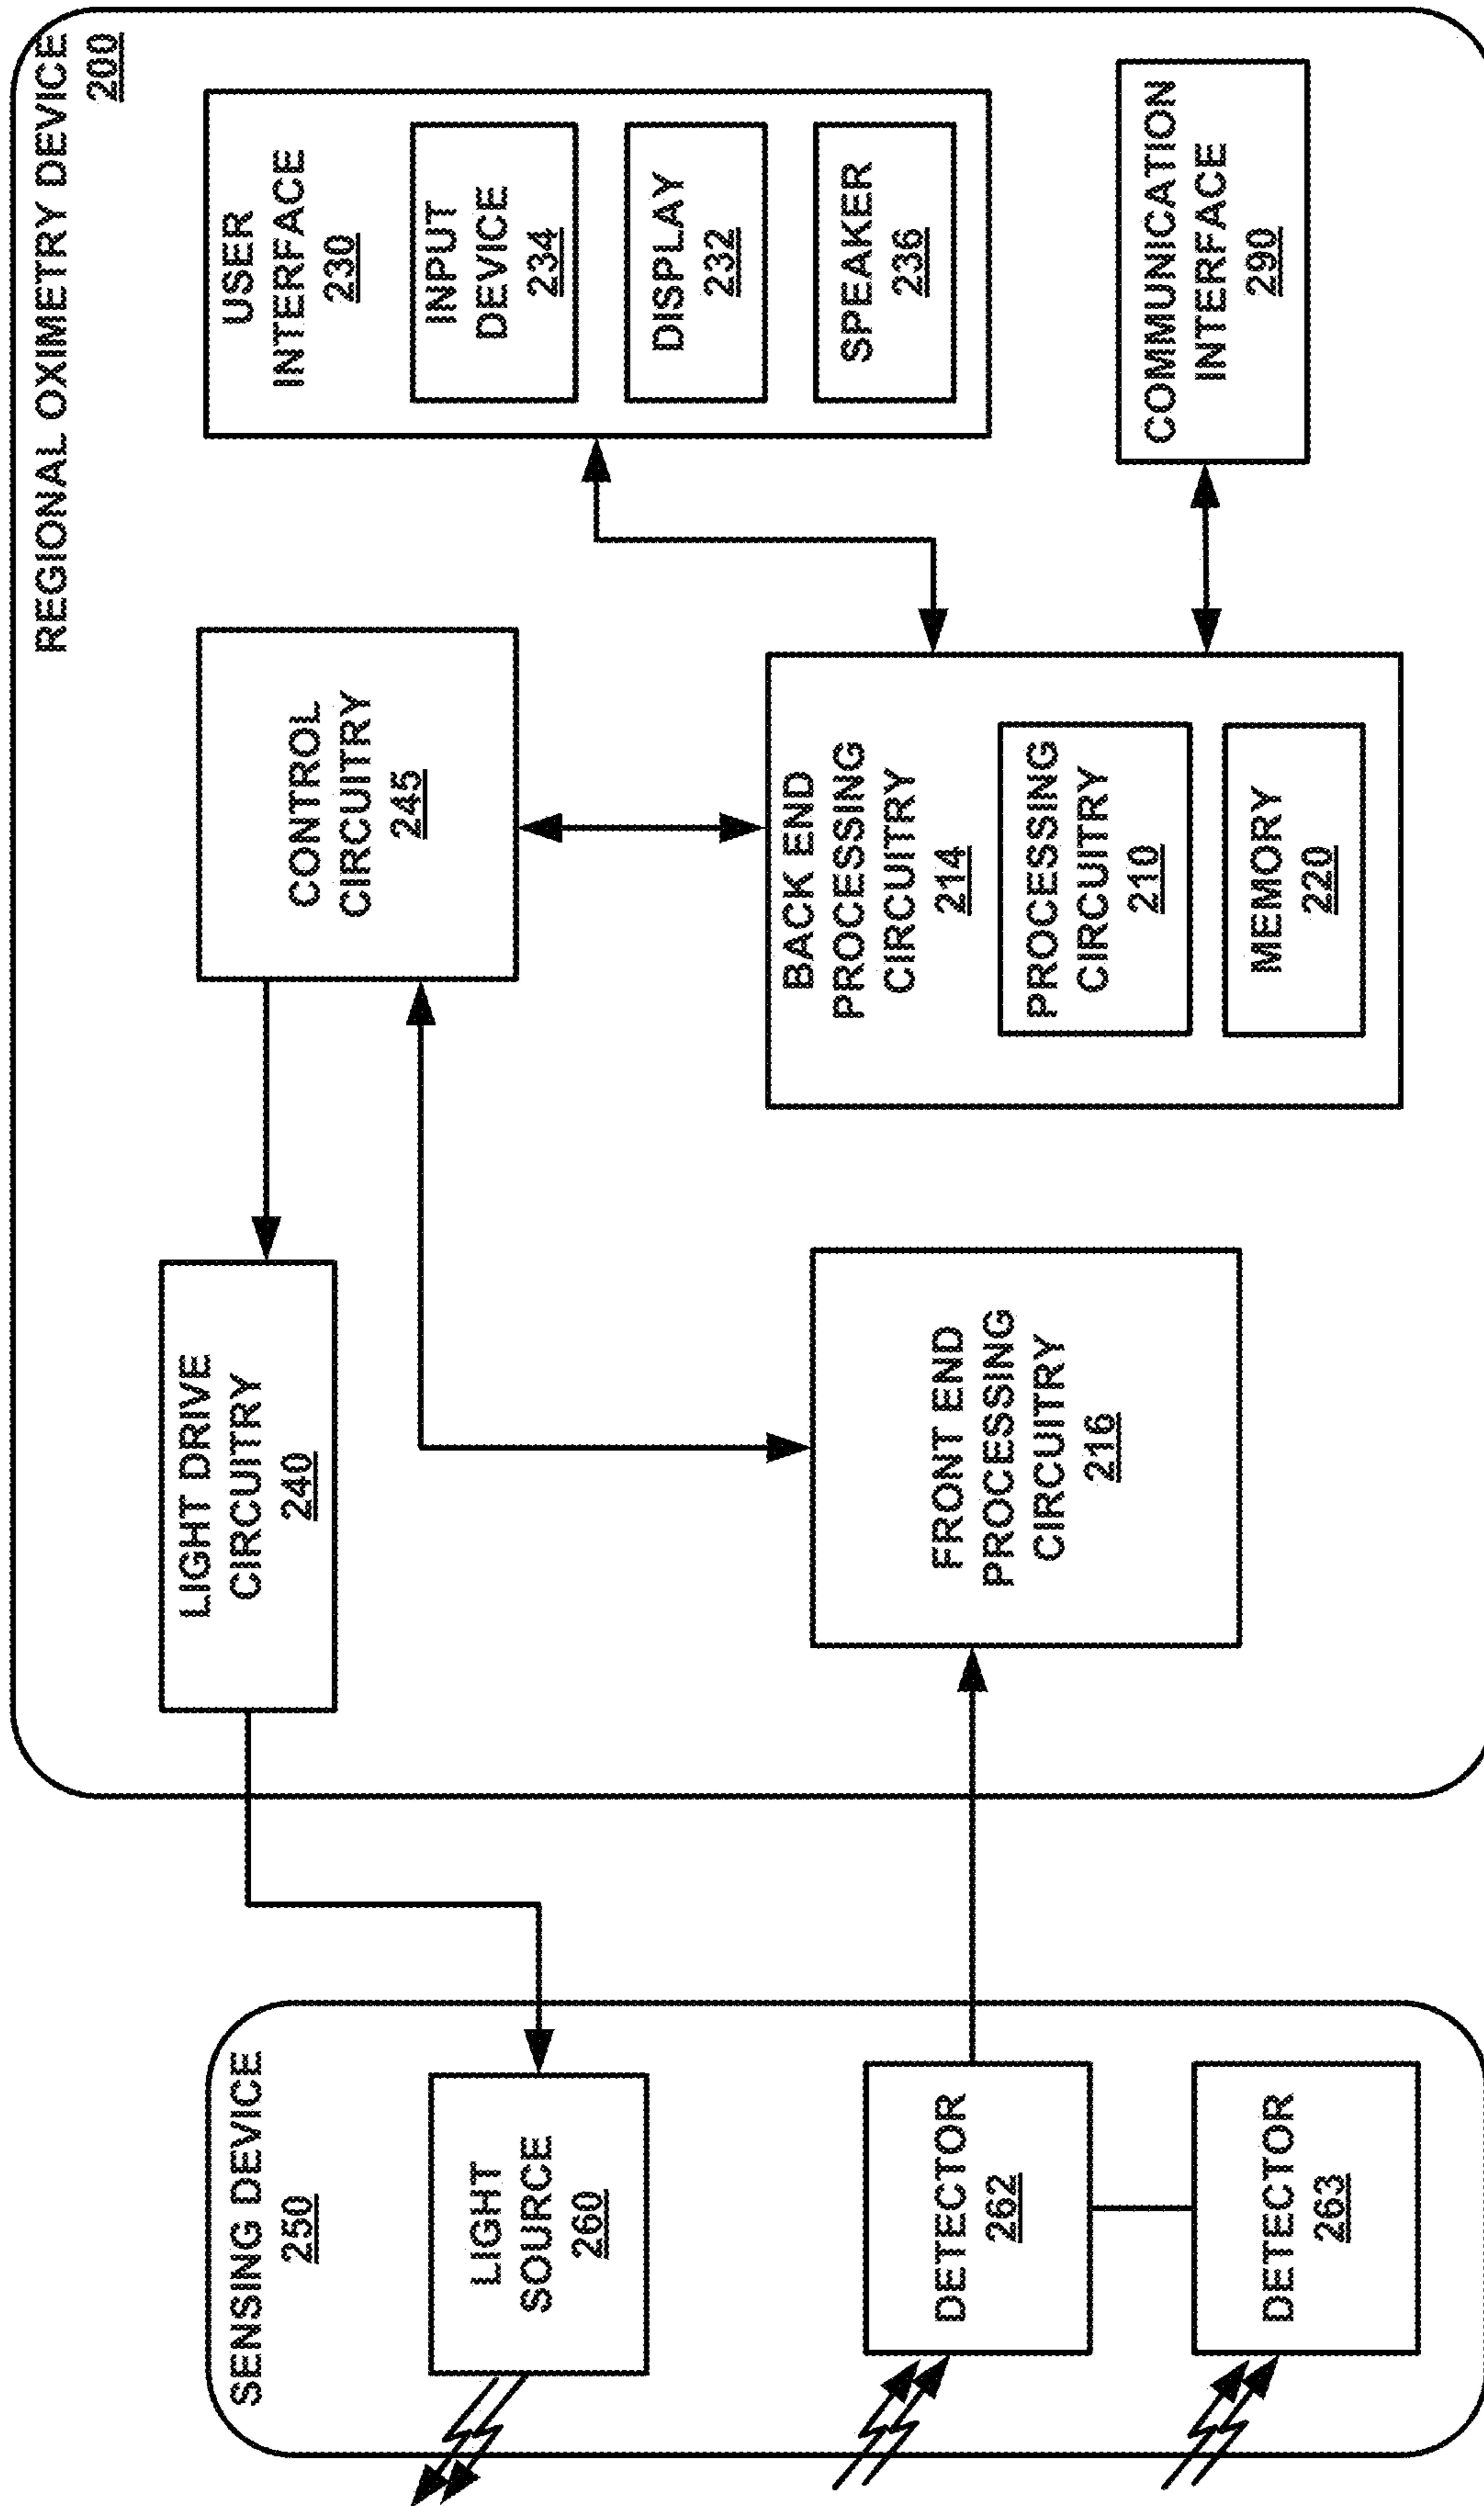 REGIONAL OXIMETRY DEVICE
200
SENSING DEVICE
250
LIGHT
SOURCE
260
DETECTOR
262
DETECTOR
263
LIGHT DRIVE
CIRCUITRY
240
FRONT END
PROCESSING
CIRCUITRY
216
CONTROL
CIRCUITRY
245
BACK END
PROCESSING
CIRCUITRY
214
PROCESSING
CIRCUITRY
210
MEMORY
220
USER
INTERFACE
230
INPUT
DEVICE
234
DISPLAY
232
SPEAKER
236
COMMUNICATION
INTERFACE
290